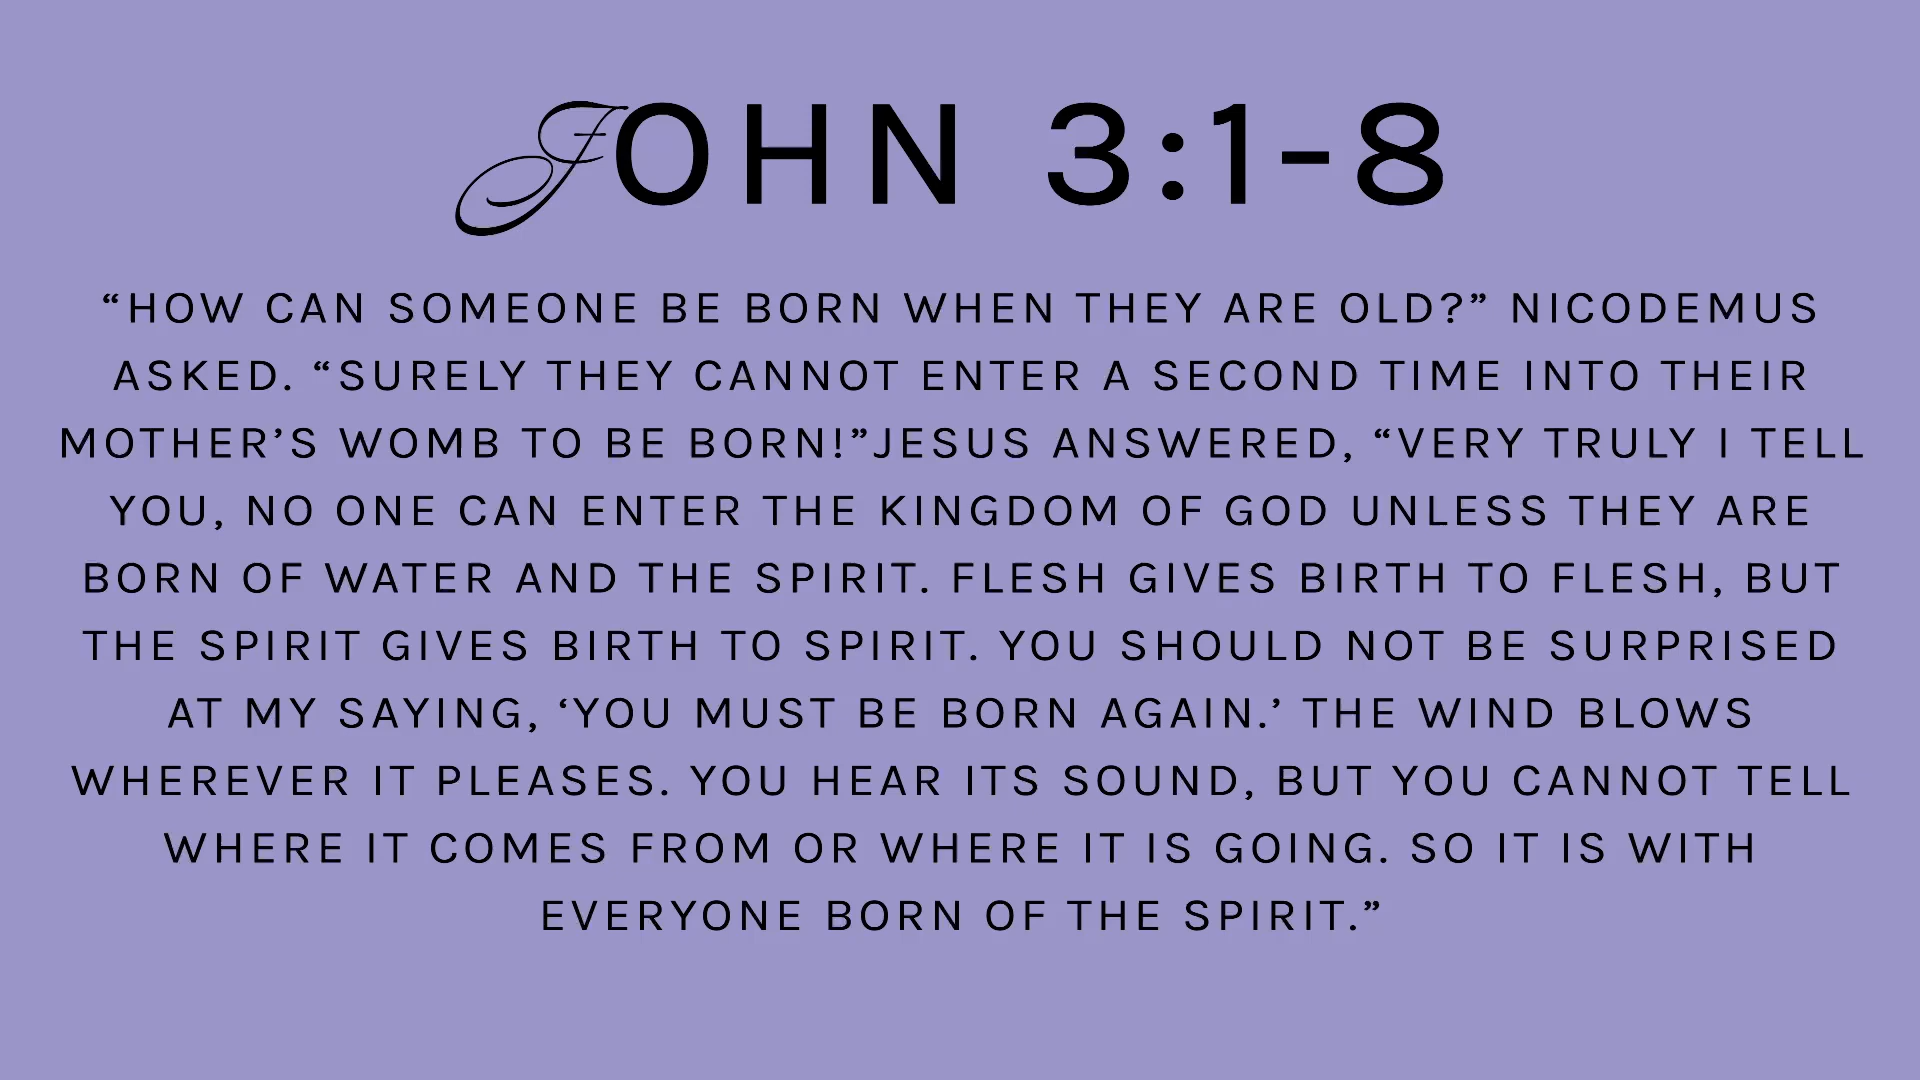 JOHN 3:1-8
“HOW CAN SOMEONE BE BORN WHEN THEY ARE OLD?” NICODEMUS
ASKED. “SURELY THEY CANNOT ENTER A SECOND TIME INTO THEIR
MOTHER’S WOMB TO BE BORN!”JESUS ANSWERED, “VERY TRULY I TELL
YOU, NO ONE CAN ENTER THE KINGDOM OF GOD UNLESS THEY ARE
BORN OF WATER AND THE SPIRIT. FLESH GIVES BIRTH TO FLESH, BUT
THE SPIRIT GIVES BIRTH TO SPIRIT. YOU SHOULD NOT BE SURPRISED
AT MY SAYING, ‘YOU MUST BE BORN AGAIN.’ THE WIND BLOWS
WHEREVER IT PLEASES. YOU HEAR ITS SOUND, BUT YOU CANNOT TELL
WHERE IT COMES FROM OR WHERE IT IS GOING. SO IT IS WITH
EVERYONE BORN OF THE SPIRIT.”